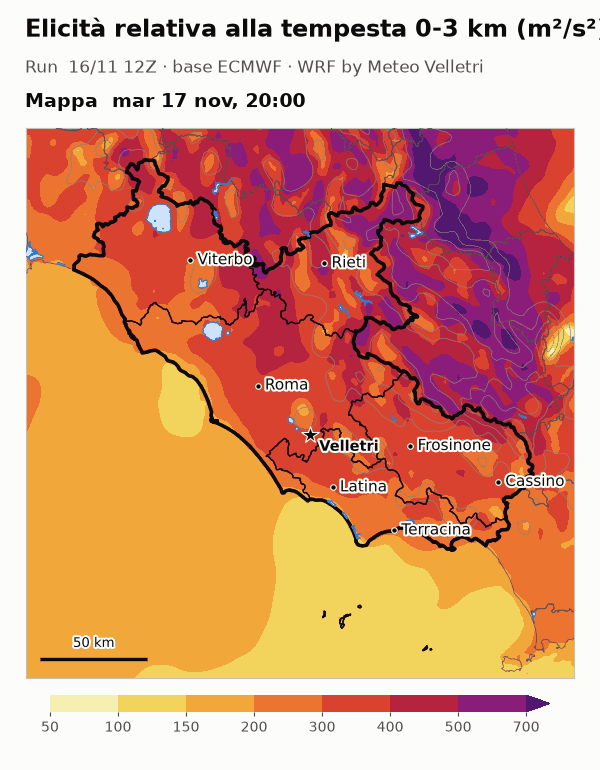 Elicità relativa alla tempesta 0-3 km (m²/s²)
Run  16/11 12Z · base ECMWF · WRF by Meteo Velletri
Mappa  mar 17 nov, 20:00
Viterbo
Rieti
Roma
Velletri
Frosinone
Latina
Cassino
Terracina
50 km
50 100 150 200 300 400 500 700